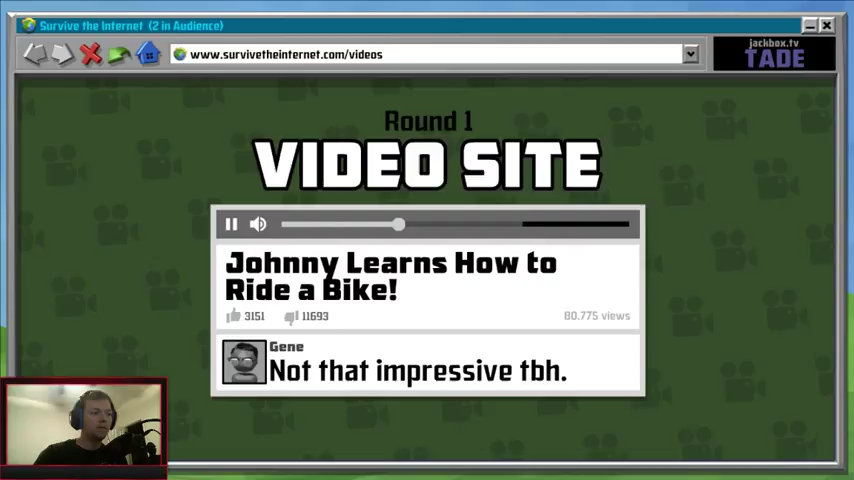 Survive the Internet (2 in Audience)
www.survivetheinternet.com/videos
jackbox.tv
TADE
Round 1
VIDEO SITE
Johnny Learns How to
Ride a Bike!
3151 11693 80.775 views
Gene
Not that impressive tbh.